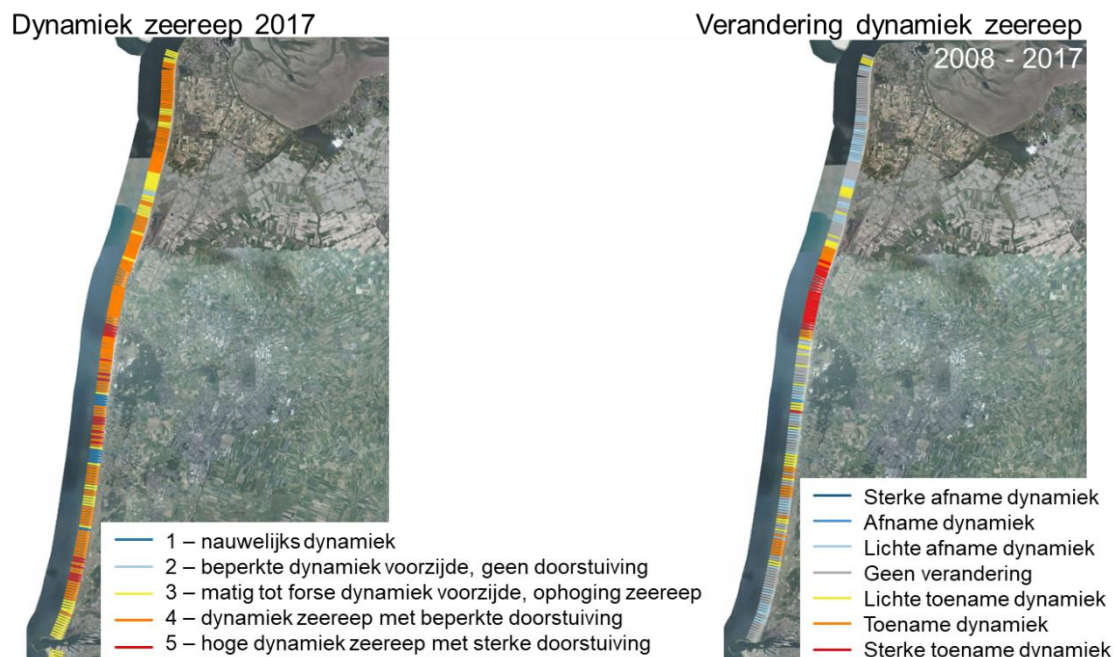 Dynamiek zeereep 2017
1 – nauwelijks dynamiek
2 – beperkte dynamiek voorzijde, geen doorstuiving
3 – matig tot forse dynamiek voorzijde, ophoging zeereep
4 – dynamiek zeereep met beperkte doorstuiving
5 – hoge dynamiek zeereep met sterke doorstuiving
Verandering dynamiek zeereep
2008 - 2017
Sterke afname dynamiek
Afname dynamiek
Lichte afname dynamiek
Geen verandering
Lichte toename dynamiek
Toename dynamiek
Sterke toename dynamiek